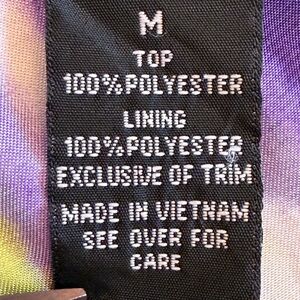 M
TOP
100%POLYESTER
LINING
100%POLYESTER
EXCLUSIVE OF TRIM
MADE IN VIETNAM
SEE OVER FOR
CARE